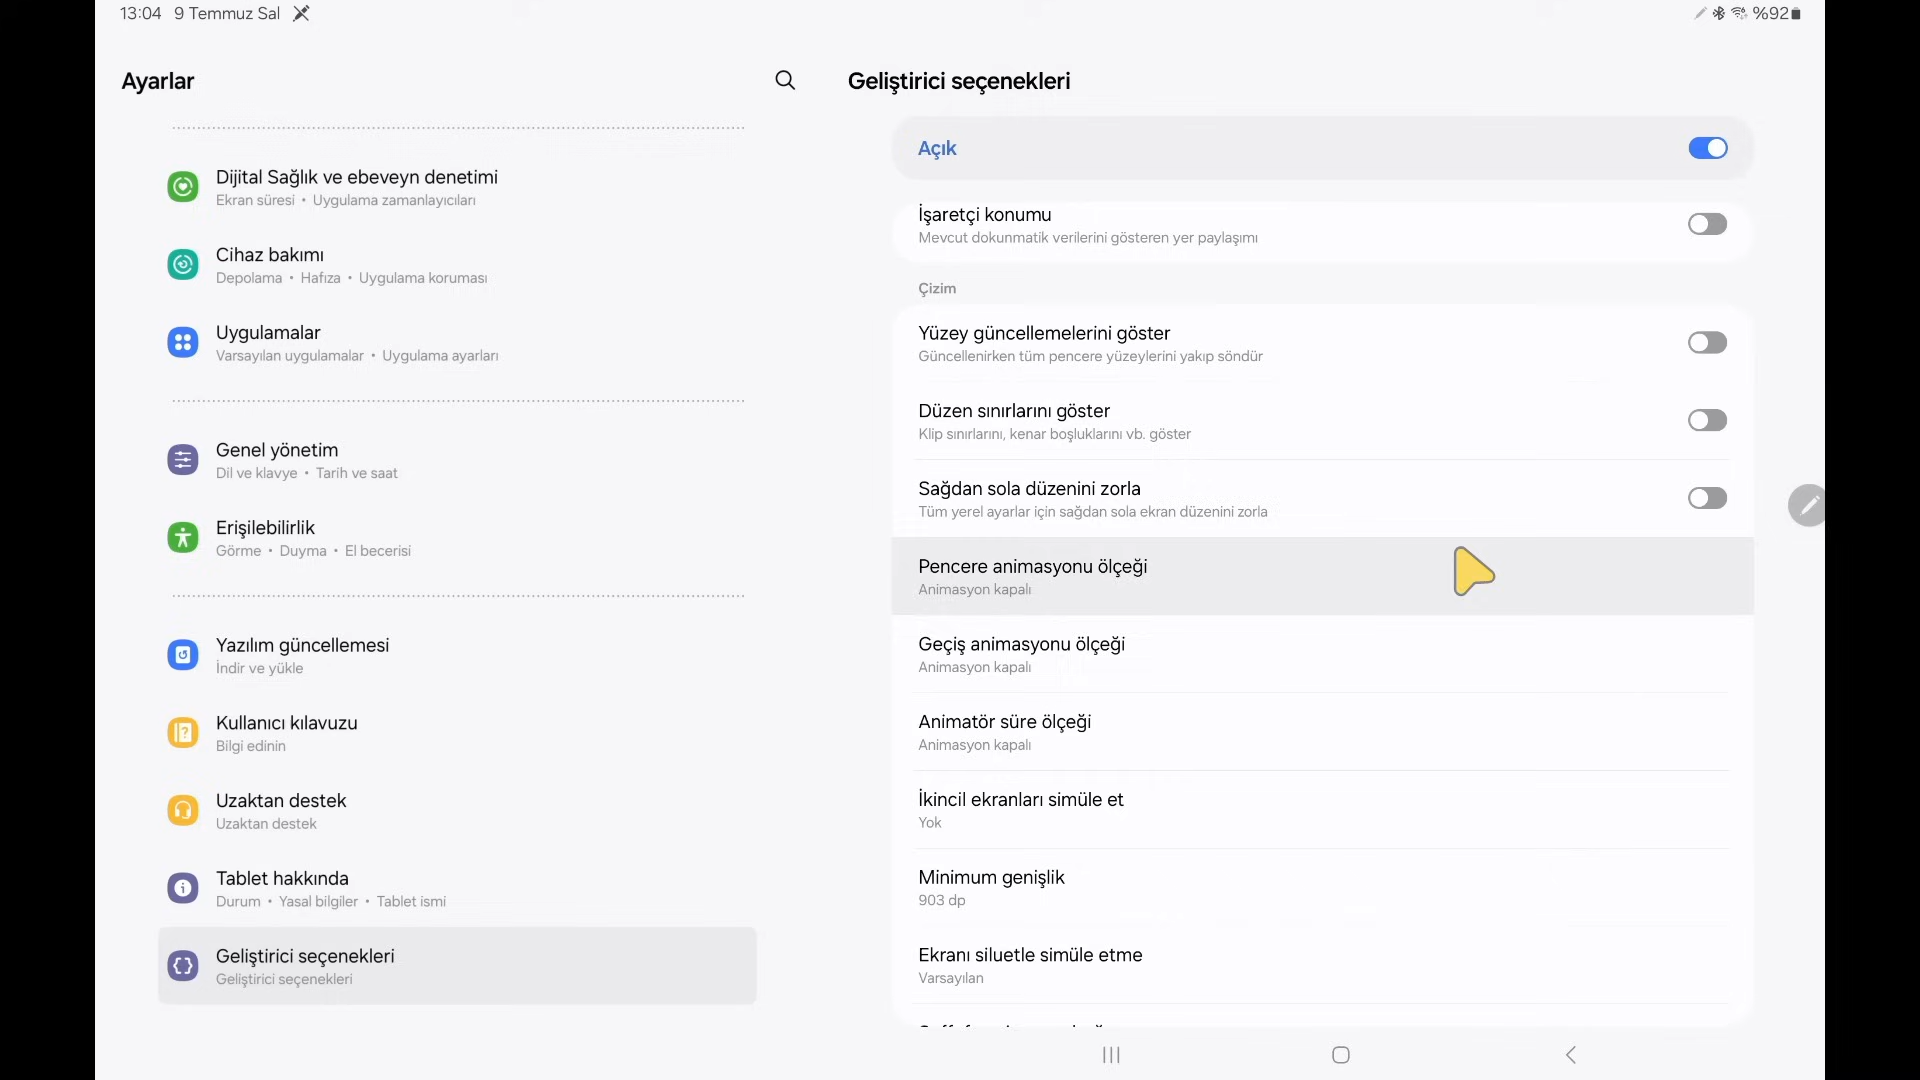 13:04 9 Temmuz Sal
%92
Ayarlar
Dijital Sağlık ve ebeveyn denetimi
Ekran süresi • Uygulama zamanlayıcıları
Cihaz bakımı
Depolama • Hafıza • Uygulama koruması
Uygulamalar
Varsayılan uygulamalar • Uygulama ayarları
Genel yönetim
Dil ve klavye • Tarih ve saat
Erişilebilirlik
Görme • Duyma • El becerisi
Yazılım güncellemesi
İndir ve yükle
Kullanıcı kılavuzu
Bilgi edinin
Uzaktan destek
Uzaktan destek
Tablet hakkında
Durum • Yasal bilgiler • Tablet ismi
Geliştirici seçenekleri
Geliştirici seçenekleri
Geliştirici seçenekleri
Açık
İşaretçi konumu
Mevcut dokunmatik verilerini gösteren yer paylaşımı
Çizim
Yüzey güncellemelerini göster
Güncellenirken tüm pencere yüzeylerini yakıp söndür
Düzen sınırlarını göster
Klip sınırlarını, kenar boşluklarını vb. göster
Sağdan sola düzenini zorla
Tüm yerel ayarlar için sağdan sola ekran düzenini zorla
Pencere animasyonu ölçeği
Animasyon kapalı
Geçiş animasyonu ölçeği
Animasyon kapalı
Animatör süre ölçeği
Animasyon kapalı
İkincil ekranları simüle et
Yok
Minimum genişlik
903 dp
Ekranı siluetle simüle etme
Varsayılan